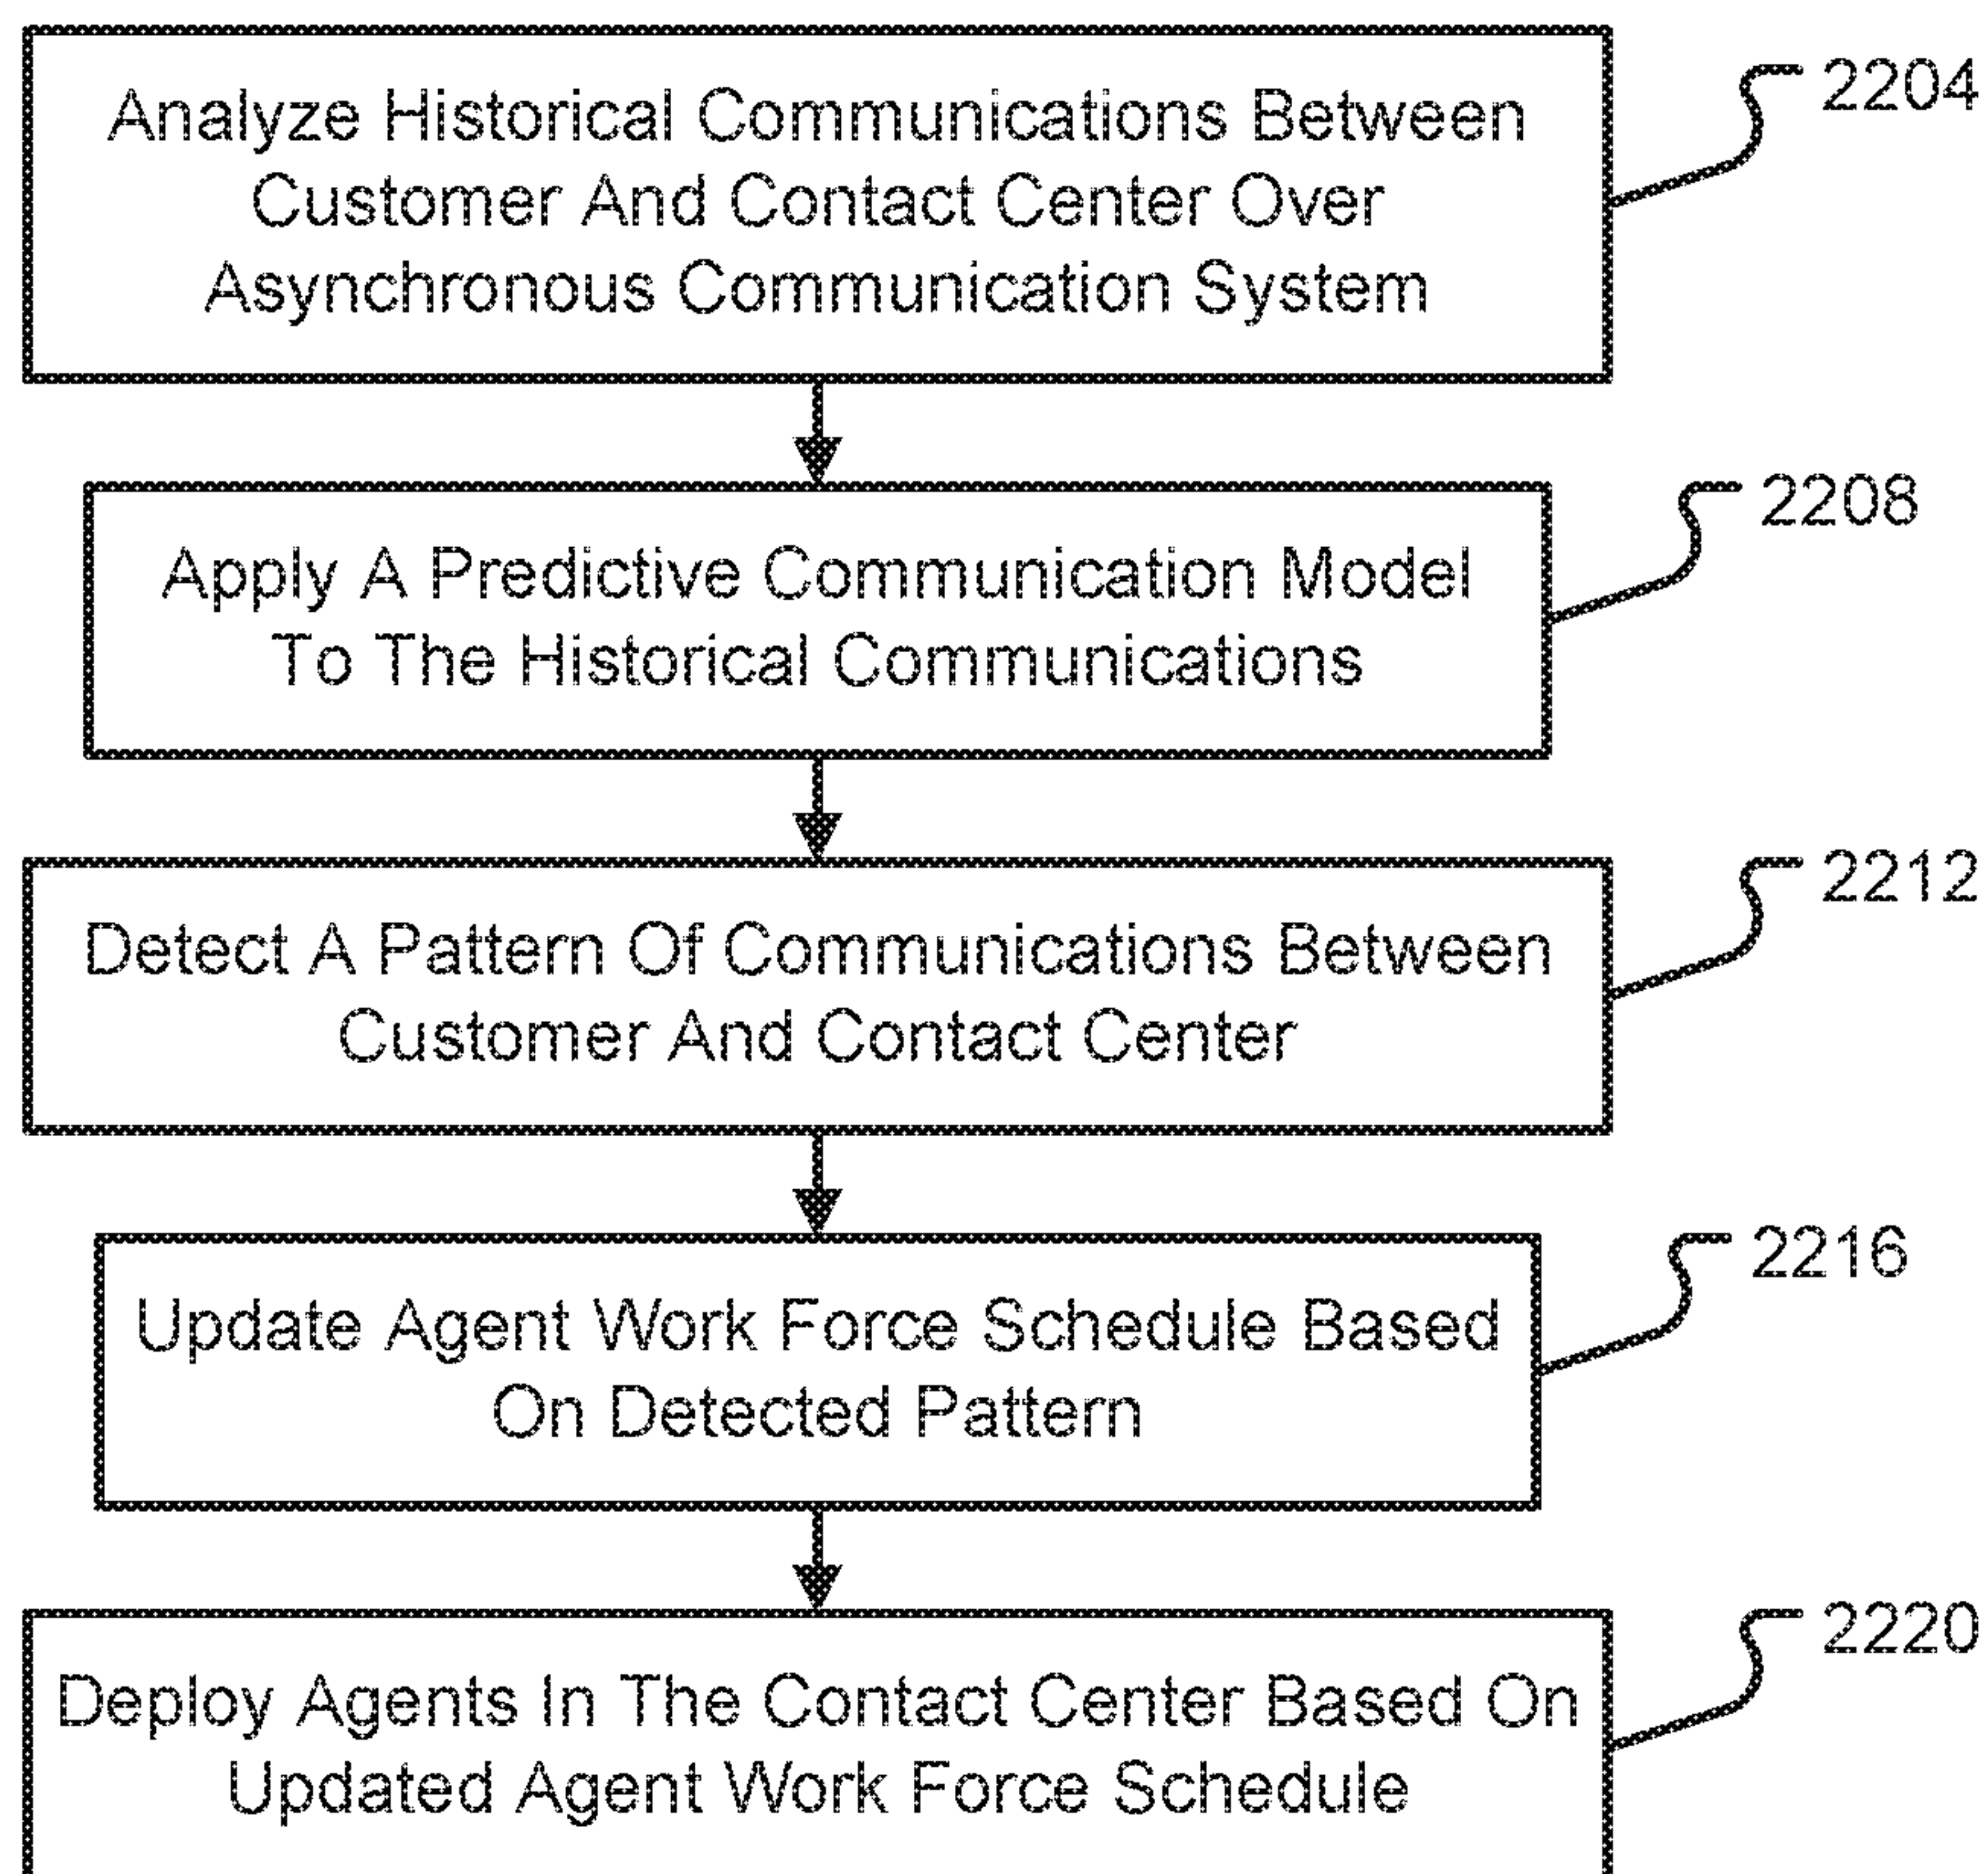 Analyze Historical Communications Between
Customer And Contact Center Over
Asynchronous Communication System
2204
Apply A Predictive Communication Model
To The Historical Communications
2208
Detect A Pattern Of Communications Between
Customer And Contact Center
2212
Update Agent Work Force Schedule Based
On Detected Pattern
2216
Deploy Agents In The Contact Center Based On
Updated Agent Work Force Schedule
2220